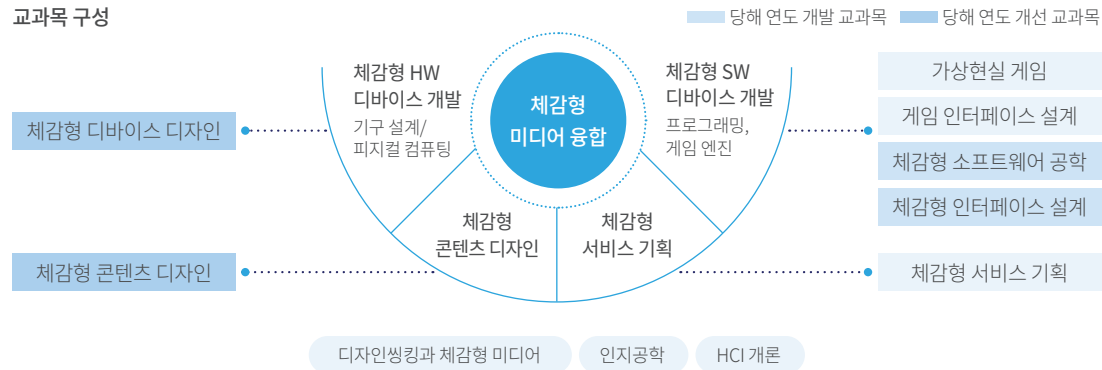 교과목 구성
당해 연도 개발 교과목
당해 연도 개선 교과목
체감형 HW
디바이스 개발
기구 설계/
피지컬 컴퓨팅
체감형
미디어 융합
체감형 SW
디바이스 개발
프로그래밍,
게임 엔진
체감형
콘텐츠 디자인
체감형
서비스 기획
체감형 디바이스 디자인
체감형 콘텐츠 디자인
가상현실 게임
게임 인터페이스 설계
체감형 소프트웨어 공학
체감형 인터페이스 설계
체감형 서비스 기획
디자인씽킹과 체감형 미디어
인지공학
HCI 개론